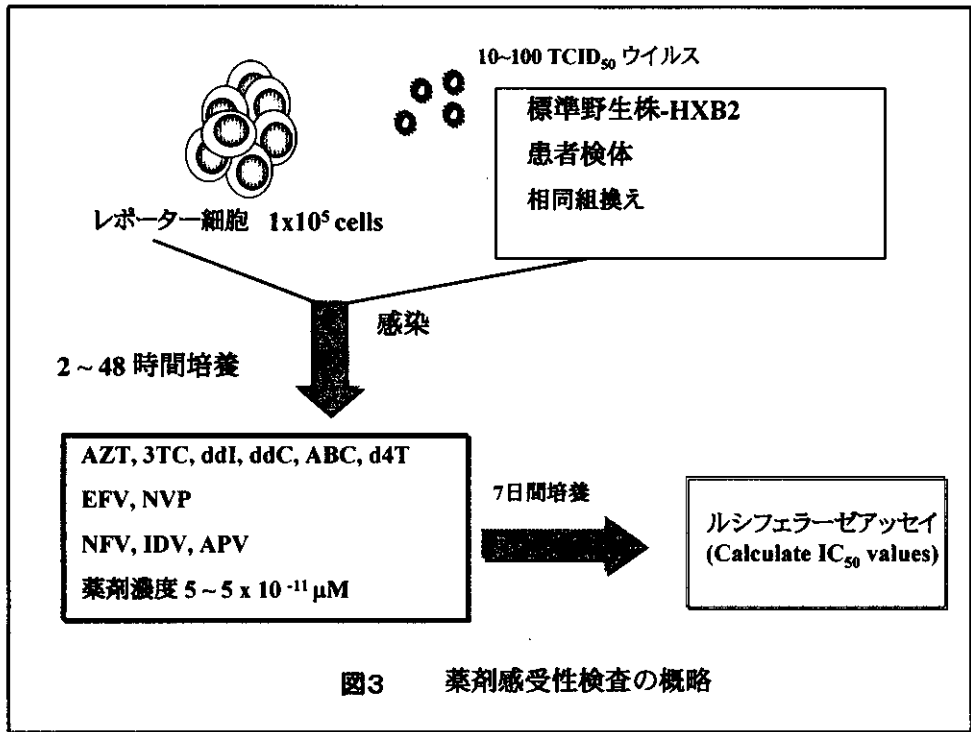 10~100 TCID₅₀ ウイルス
標準野生株-HXB2
患者検体
相同組換え
レポーター細胞 1x10⁵ cells
感染
2 ~ 48 時間培養
AZT, 3TC, ddI, ddC, ABC, d4T
EFV, NVP
NFV, IDV, APV
薬剤濃度 5 ~ 5 x 10 ⁻¹¹ μM
7日間培養
ルシフェラーゼアッセイ
(Calculate IC₅₀ values)
図3 薬剤感受性検査の概略